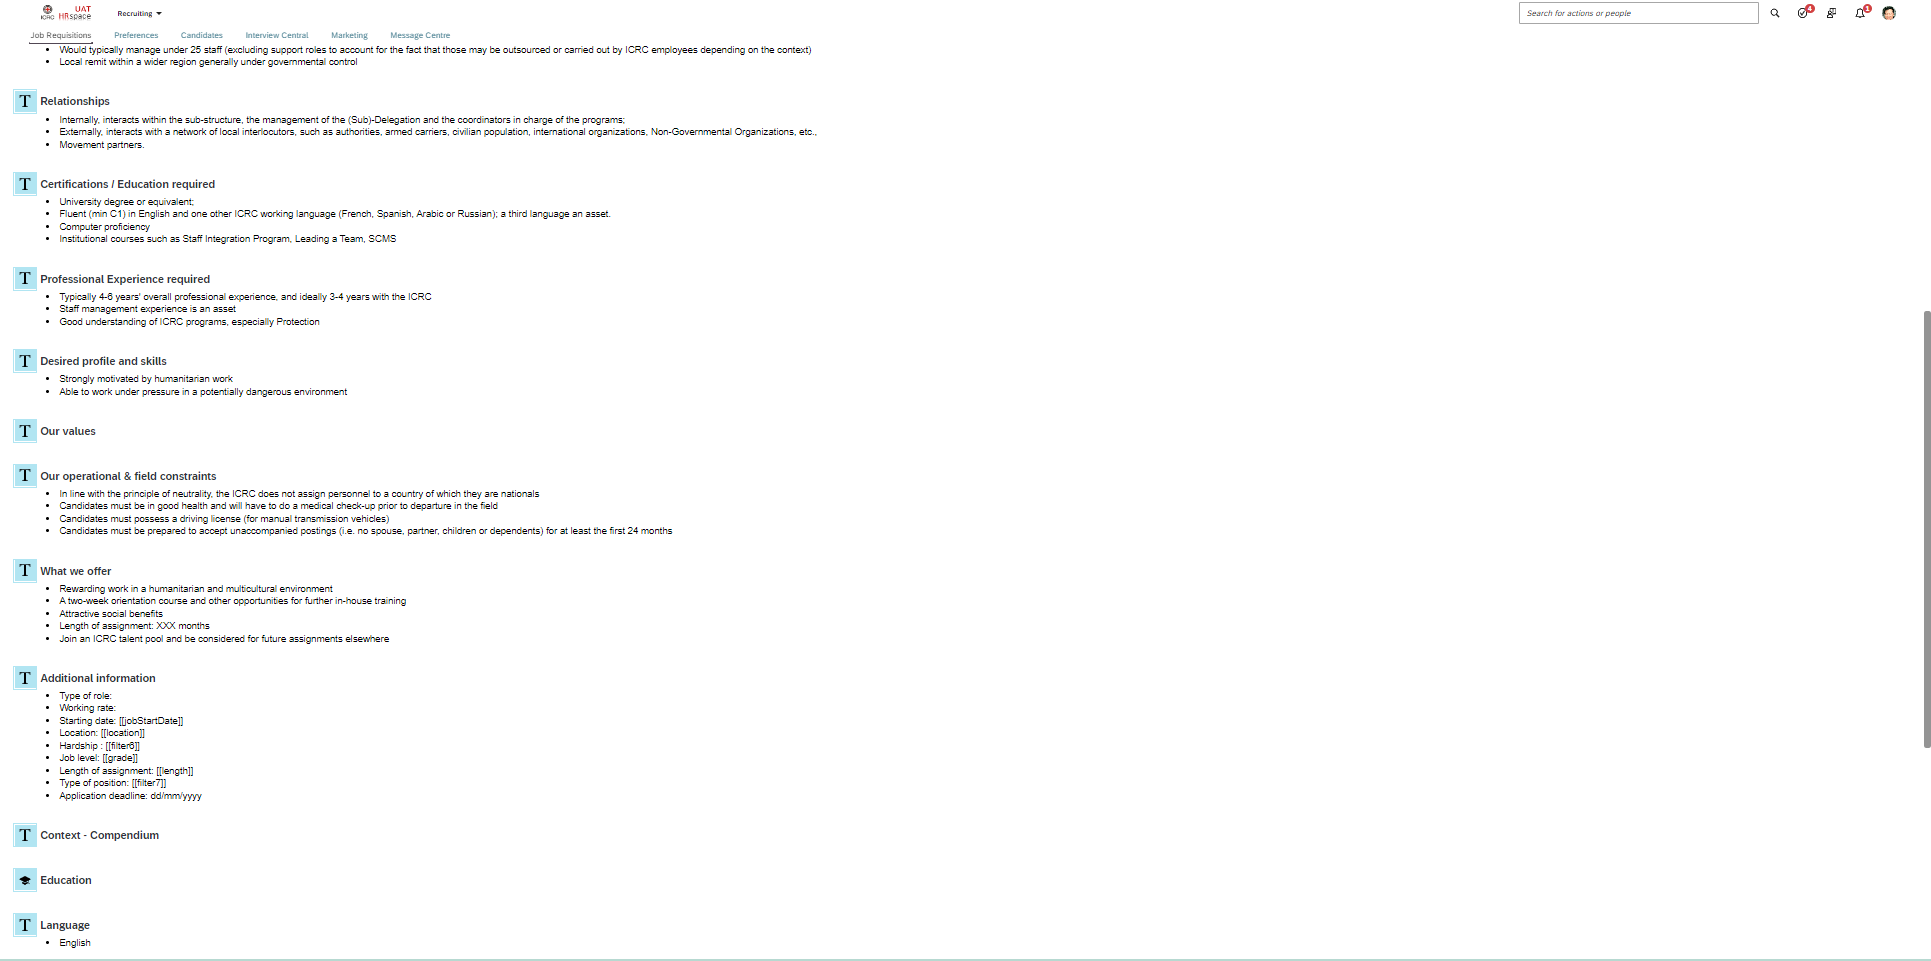 ICRC
UAT
HRspace
Recruiting
Search for actions or people
4
1
Job Requisitions
Preferences
Candidates
Interview Central
Marketing
Message Centre
Would typically manage under 25 staff (excluding support roles to account for the fact that those may be outsourced or carried out by ICRC employees depending on the context)
Local remit within a wider region generally under governmental control
T Relationships
Internally, interacts within the sub-structure, the management of the (Sub)-Delegation and the coordinators in charge of the programs;
Externally, interacts with a network of local interlocutors, such as authorities, armed carriers, civilian population, international organizations, Non-Governmental Organizations, etc.,
Movement partners.
T Certifications / Education required
University degree or equivalent;
Fluent (min C1) in English and one other ICRC working language (French, Spanish, Arabic or Russian); a third language an asset.
Computer proficiency
Institutional courses such as Staff Integration Program, Leading a Team, SCMS
T Professional Experience required
Typically 4-6 years' overall professional experience, and ideally 3-4 years with the ICRC
Staff management experience is an asset
Good understanding of ICRC programs, especially Protection
T Desired profile and skills
Strongly motivated by humanitarian work
Able to work under pressure in a potentially dangerous environment
T Our values
T Our operational & field constraints
In line with the principle of neutrality, the ICRC does not assign personnel to a country of which they are nationals
Candidates must be in good health and will have to do a medical check-up prior to departure in the field
Candidates must possess a driving license (for manual transmission vehicles)
Candidates must be prepared to accept unaccompanied postings (i.e. no spouse, partner, children or dependents) for at least the first 24 months
T What we offer
Rewarding work in a humanitarian and multicultural environment
A two-week orientation course and other opportunities for further in-house training
Attractive social benefits
Length of assignment: XXX months
Join an ICRC talent pool and be considered for future assignments elsewhere
T Additional information
Type of role:
Working rate:
Starting date: [[jobStartDate]]
Location: [[location]]
Hardship : [[filter6]]
Job level: [[grade]]
Length of assignment: [[length]]
Type of position: [[filter7]]
Application deadline: dd/mm/yyyy
T Context - Compendium
Education
T Language
English